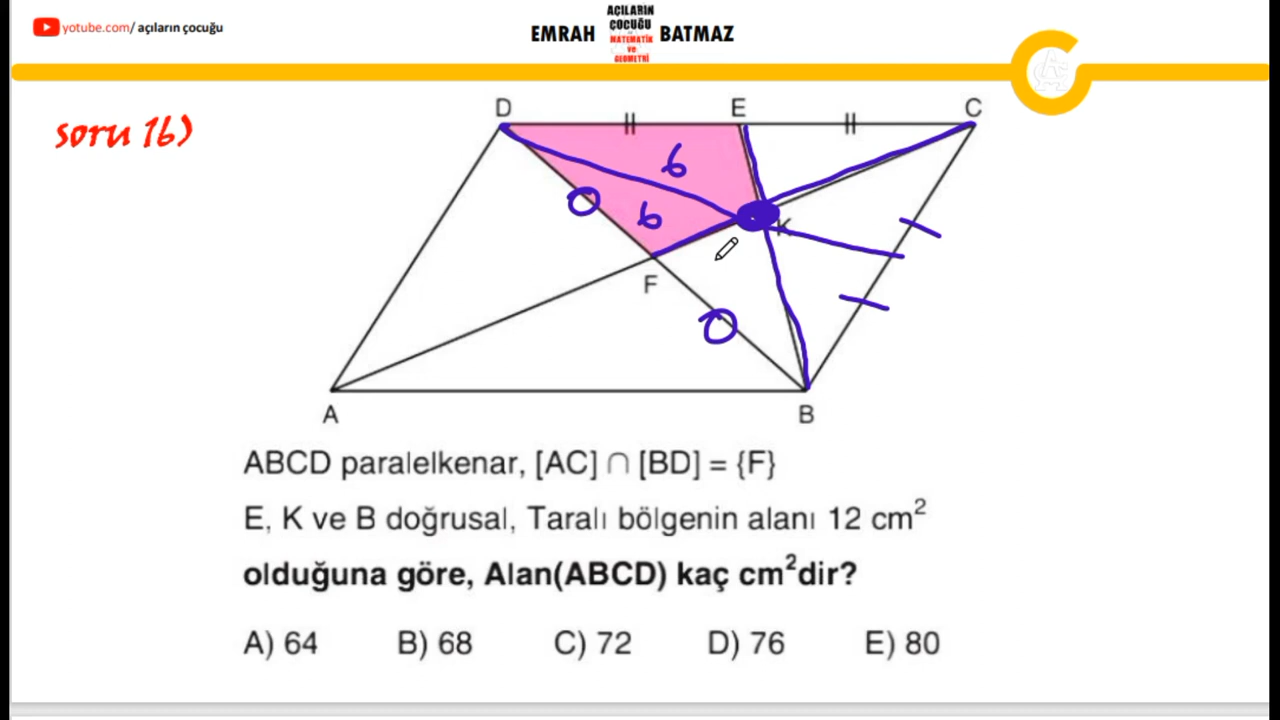 yotube.com/ açıların çocuğu
EMRAH
AÇILARIN
ÇOCUĞU
MATEMATİK
ve
GEOMETRİ
BATMAZ
soru 16)
D
E
C
6
6
K
F
A
B
ABCD paralelkenar, [AC] ∩ [BD] = {F}
E, K ve B doğrusal, Taralı bölgenin alanı 12 cm²
olduğuna göre, Alan(ABCD) kaç cm²dir?
A) 64 B) 68 C) 72 D) 76 E) 80